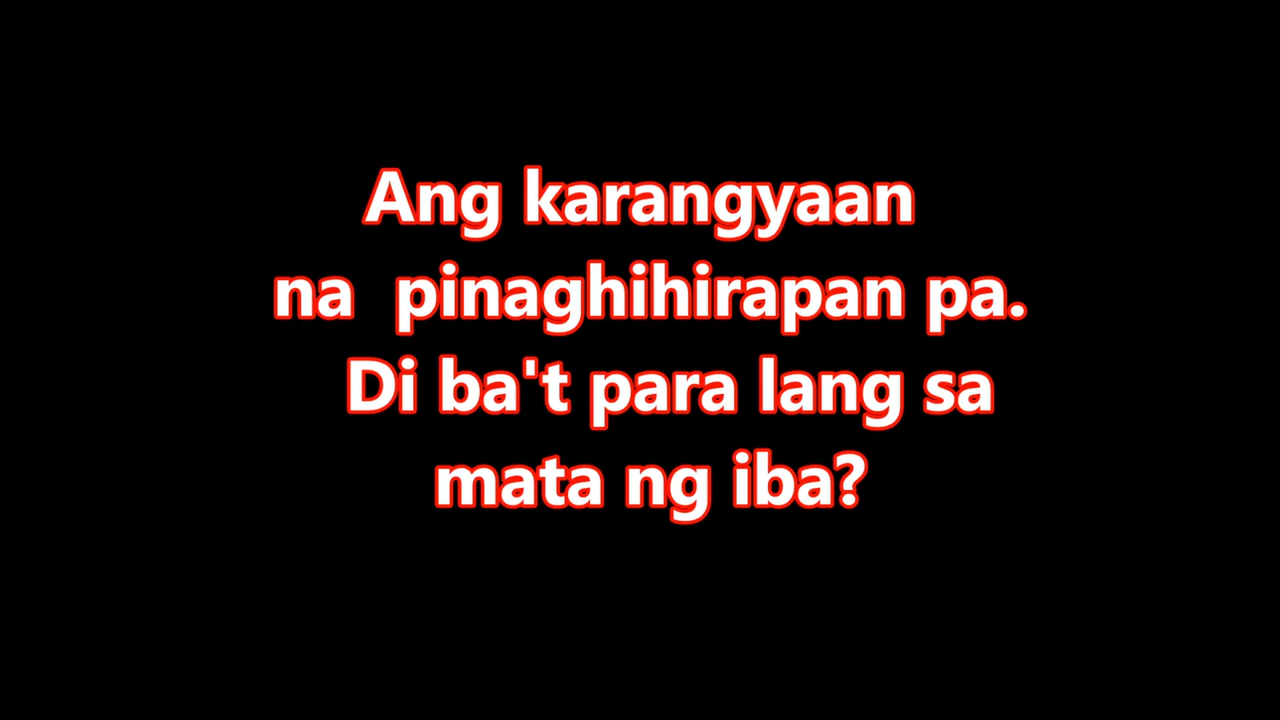 Ang karangyaan
na  pinaghihirapan pa.
Di ba't para lang sa
mata ng iba?